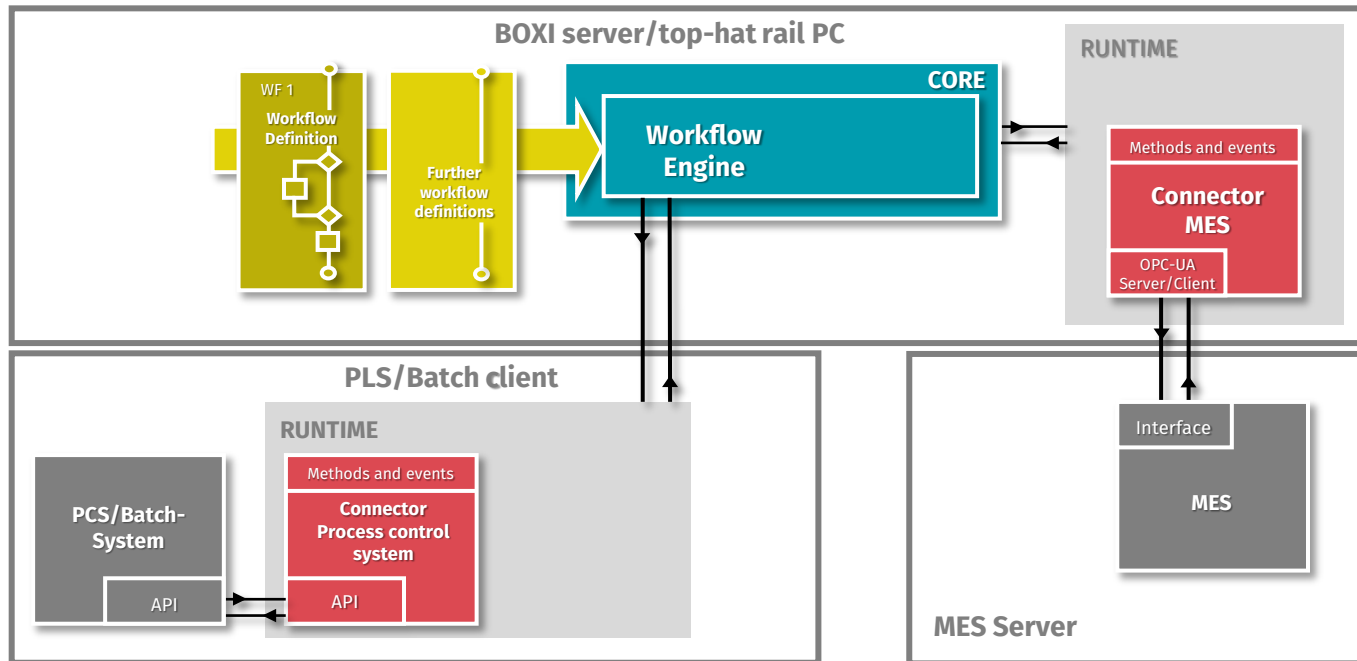 BOXI server/top-hat rail PC
WF 1
Workflow
Definition
Further
workflow
definitions
CORE
Workflow
Engine
RUNTIME
Methods and events
Connector
MES
OPC-UA
Server/Client
PLS/Batch client
RUNTIME
Methods and events
Connector
Process control
system
API
PCS/Batch-
System
API
Interface
MES
MES Server